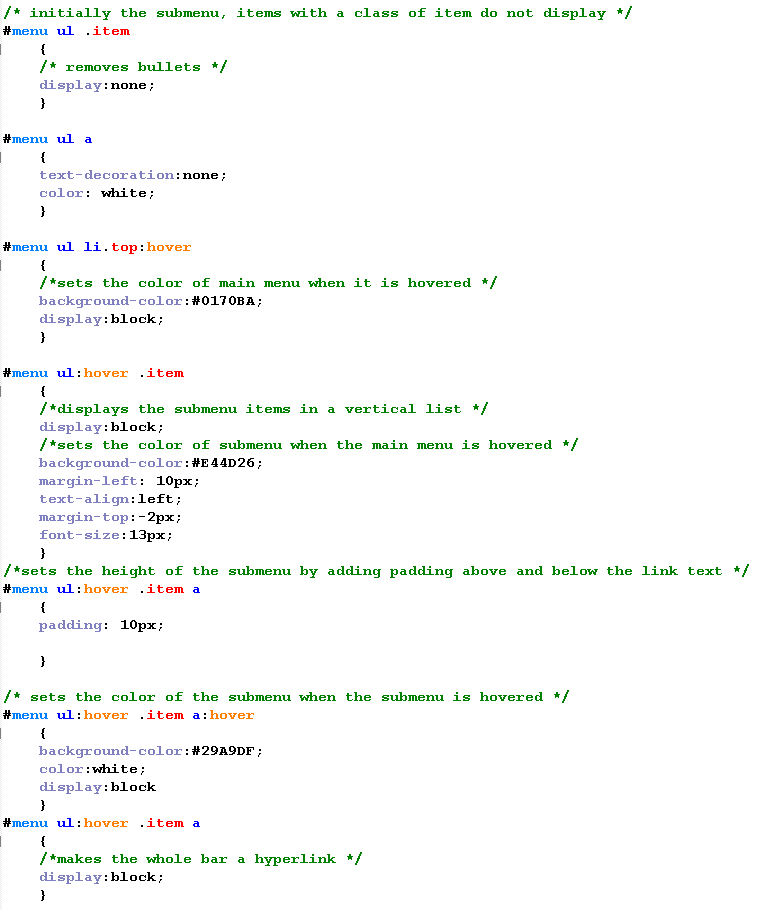 /* initially the submenu, items with a class of item do not display */
#menu ul .item
{
/* removes bullets */
display:none;
}
#menu ul a
{
text-decoration:none;
color: white;
}
#menu ul li.top:hover
{
/*sets the color of main menu when it is hovered */
background-color:#0170BA;
display:block;
}
#menu ul:hover .item
{
/*displays the submenu items in a vertical list */
display:block;
/*sets the color of submenu when the main menu is hovered */
background-color:#E44D26;
margin-left: 10px;
text-align:left;
margin-top:-2px;
font-size:13px;
}
/*sets the height of the submenu by adding padding above and below the link text */
#menu ul:hover .item a
{
padding: 10px;
}
/* sets the color of the submenu when the submenu is hovered */
#menu ul:hover .item a:hover
{
background-color:#29A9DF;
color:white;
display:block
}
#menu ul:hover .item a
{
/*makes the whole bar a hyperlink */
display:block;
}